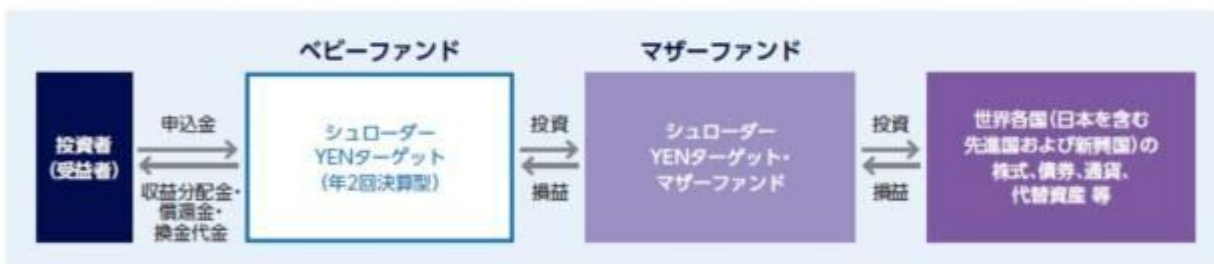 ベビーファンド
マザーファンド
投資者
(受益者)
申込金
収益分配金・
償還金・
換金代金
シュローダー
YENターゲット
(年2回決算型)
投資
損益
シュローダー
YENターゲット・
マザーファンド
投資
損益
世界各国(日本を含む
先進国および新興国)の
株式、債券、通貨、
代替資産 等